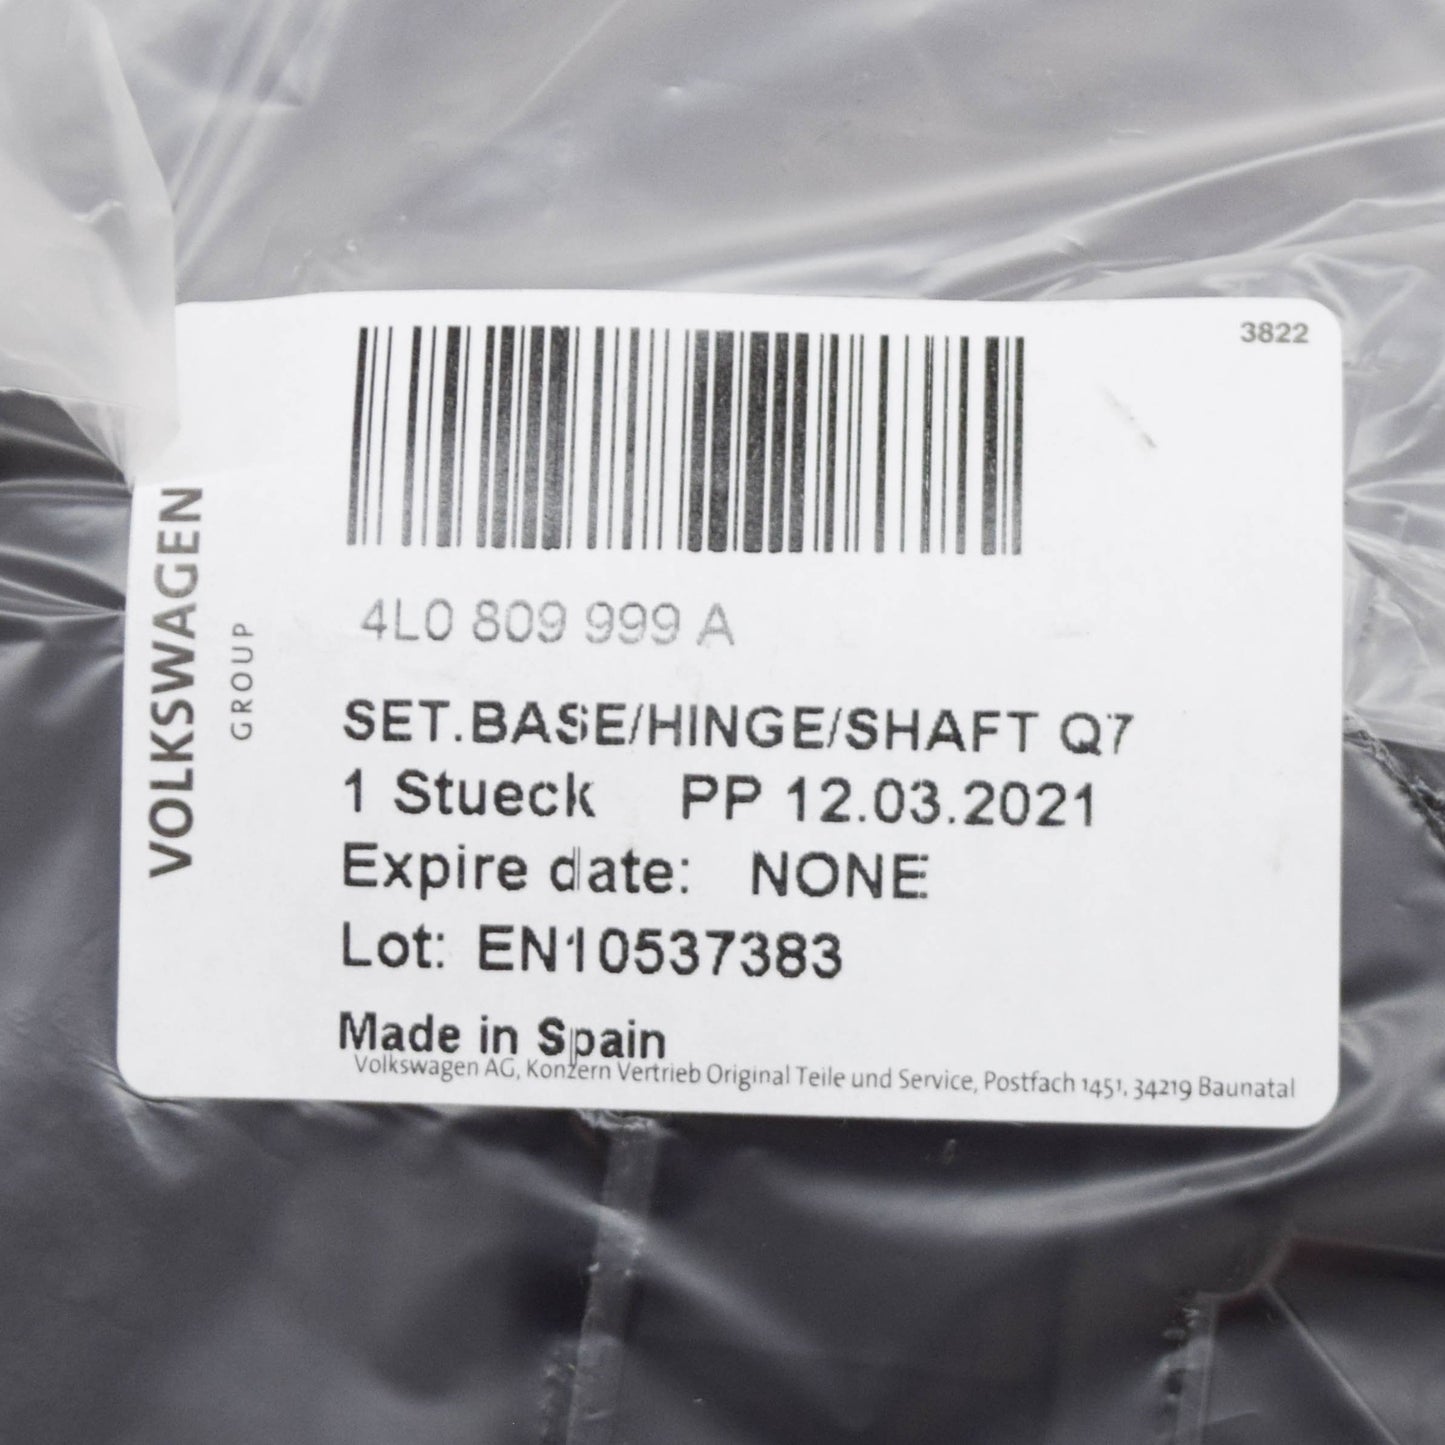 3822
VOLKSWAGEN
GROUP
4L0 809 999 A
SET.BASE/HINGE/SHAFT Q7
1 Stueck PP 12.03.2021
Expire date: NONE
Lot: EN10537383
Made in Spain
Volkswagen AG, Konzern Vertrieb Original Teile und Service, Postfach 1451, 34219 Baunatal